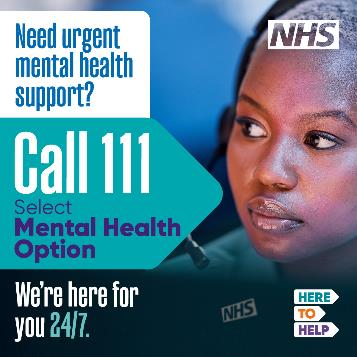 Need urgent
mental health
support?
NHS
Call 111
Select
Mental Health
Option
We're here for
you 24/7.
NHS
HERE
TO
HELP